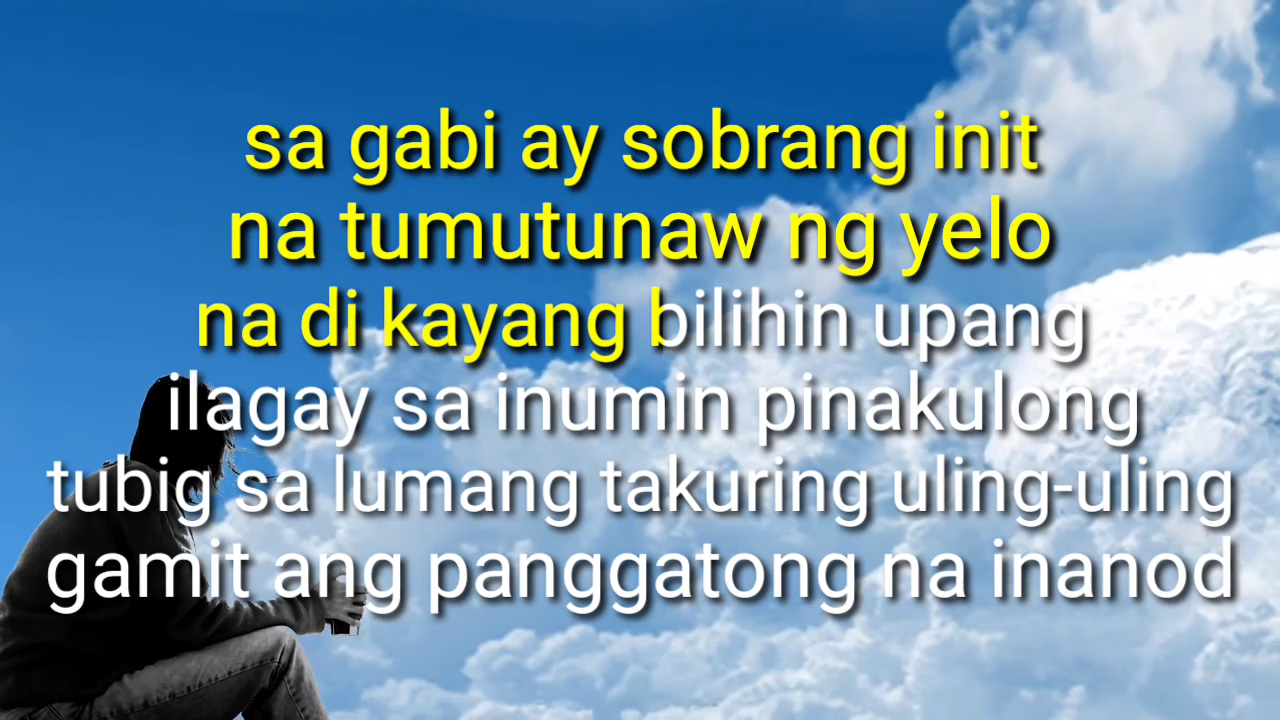 sa gabi ay sobrang init
na tumutunaw ng yelo
na di kayang bilihin upang
ilagay sa inumin pinakulong
tubig sa lumang takuring uling-uling
gamit ang panggatong na inanod